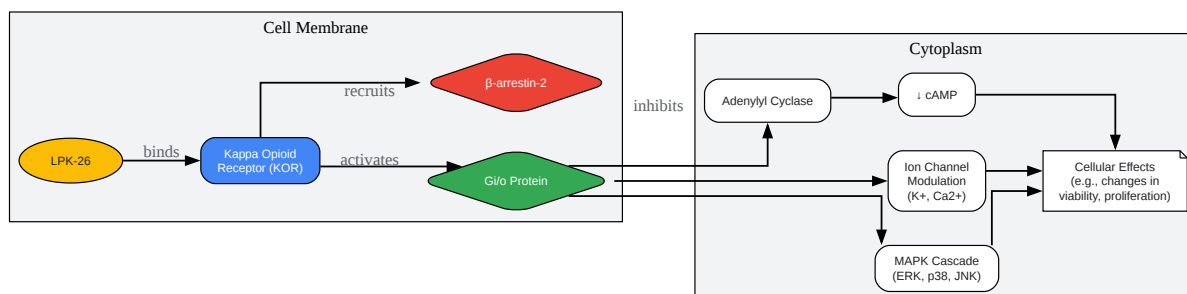 Cell Membrane
LPK-26
binds
Kappa Opioid
Receptor (KOR)
recruits
β-arrestin-2
activates
Gi/o Protein
inhibits
Cytoplasm
Adenylyl Cyclase
↓ cAMP
Ion Channel
Modulation
(K+, Ca2+)
MAPK Cascade
(ERK, p38, JNK)
Cellular Effects
(e.g., changes in
viability, proliferation)